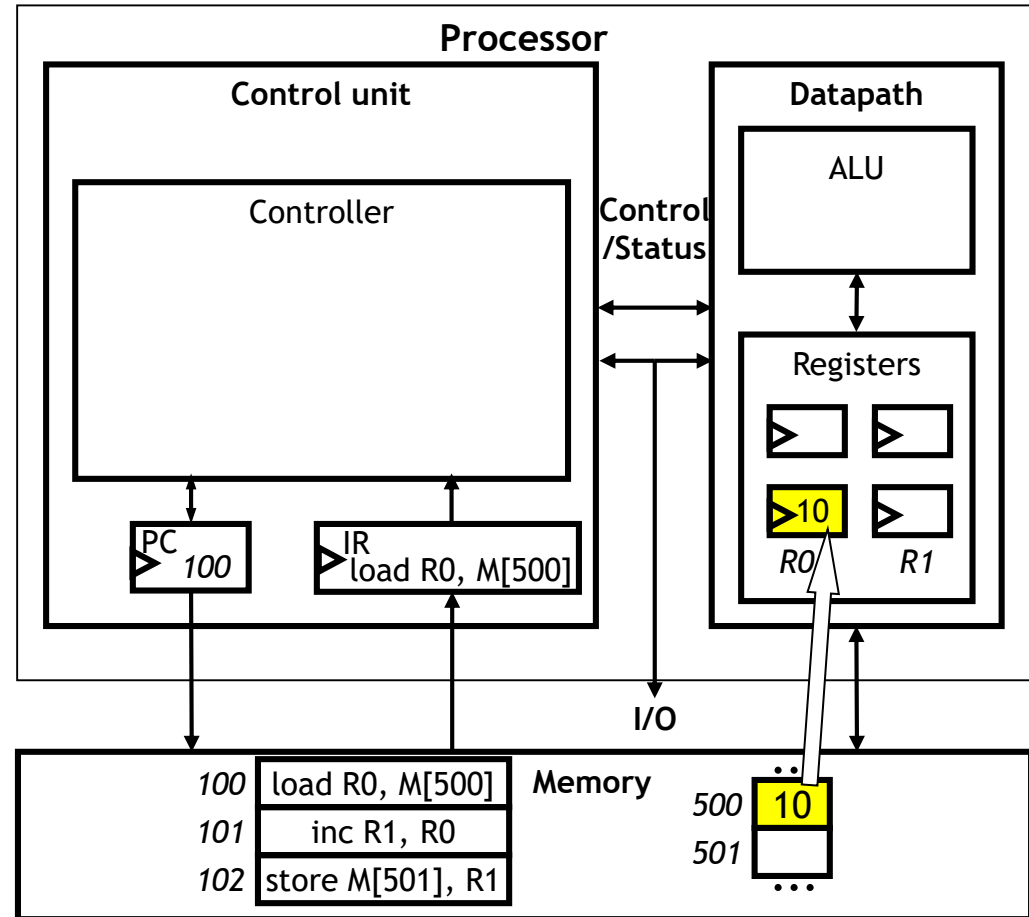 Processor
Control unit
Datapath
ALU
Controller
Control
/Status
Registers
10
R0
R1
PC
100
IR
load R0, M[500]
I/O
Memory
100 load R0, M[500]
101 inc R1, R0
102 store M[501], R1
...
500 10
501
...